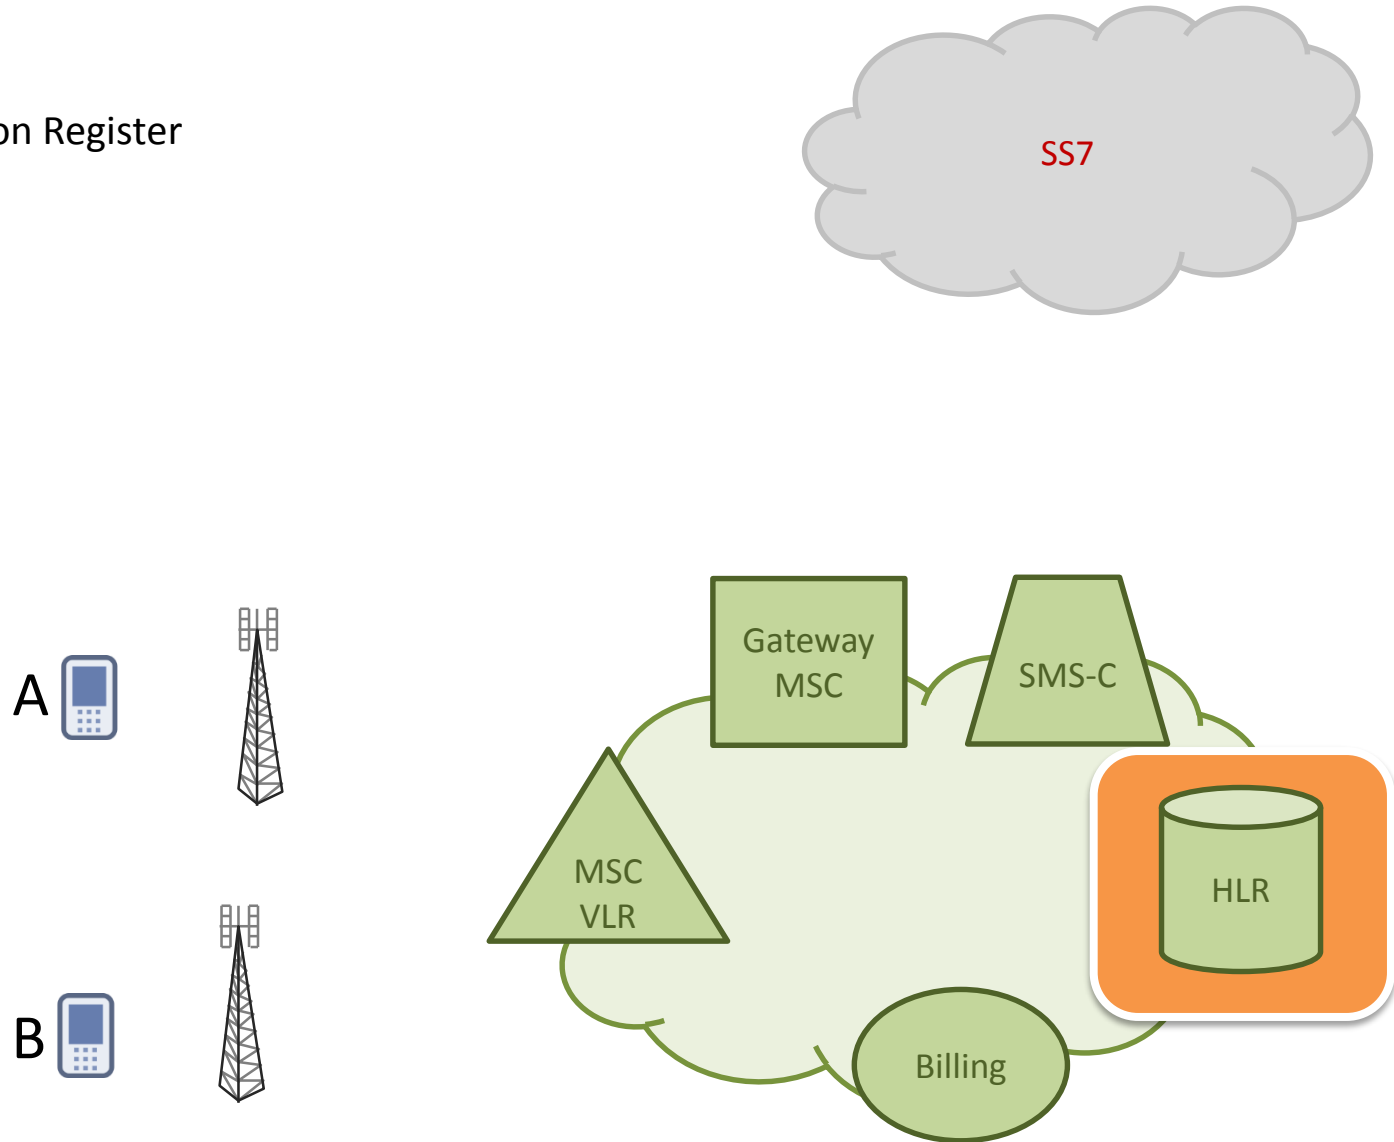 on Register
SS7
Gateway
MSC
SMS-C
A
MSC
VLR
HLR
B
Billing